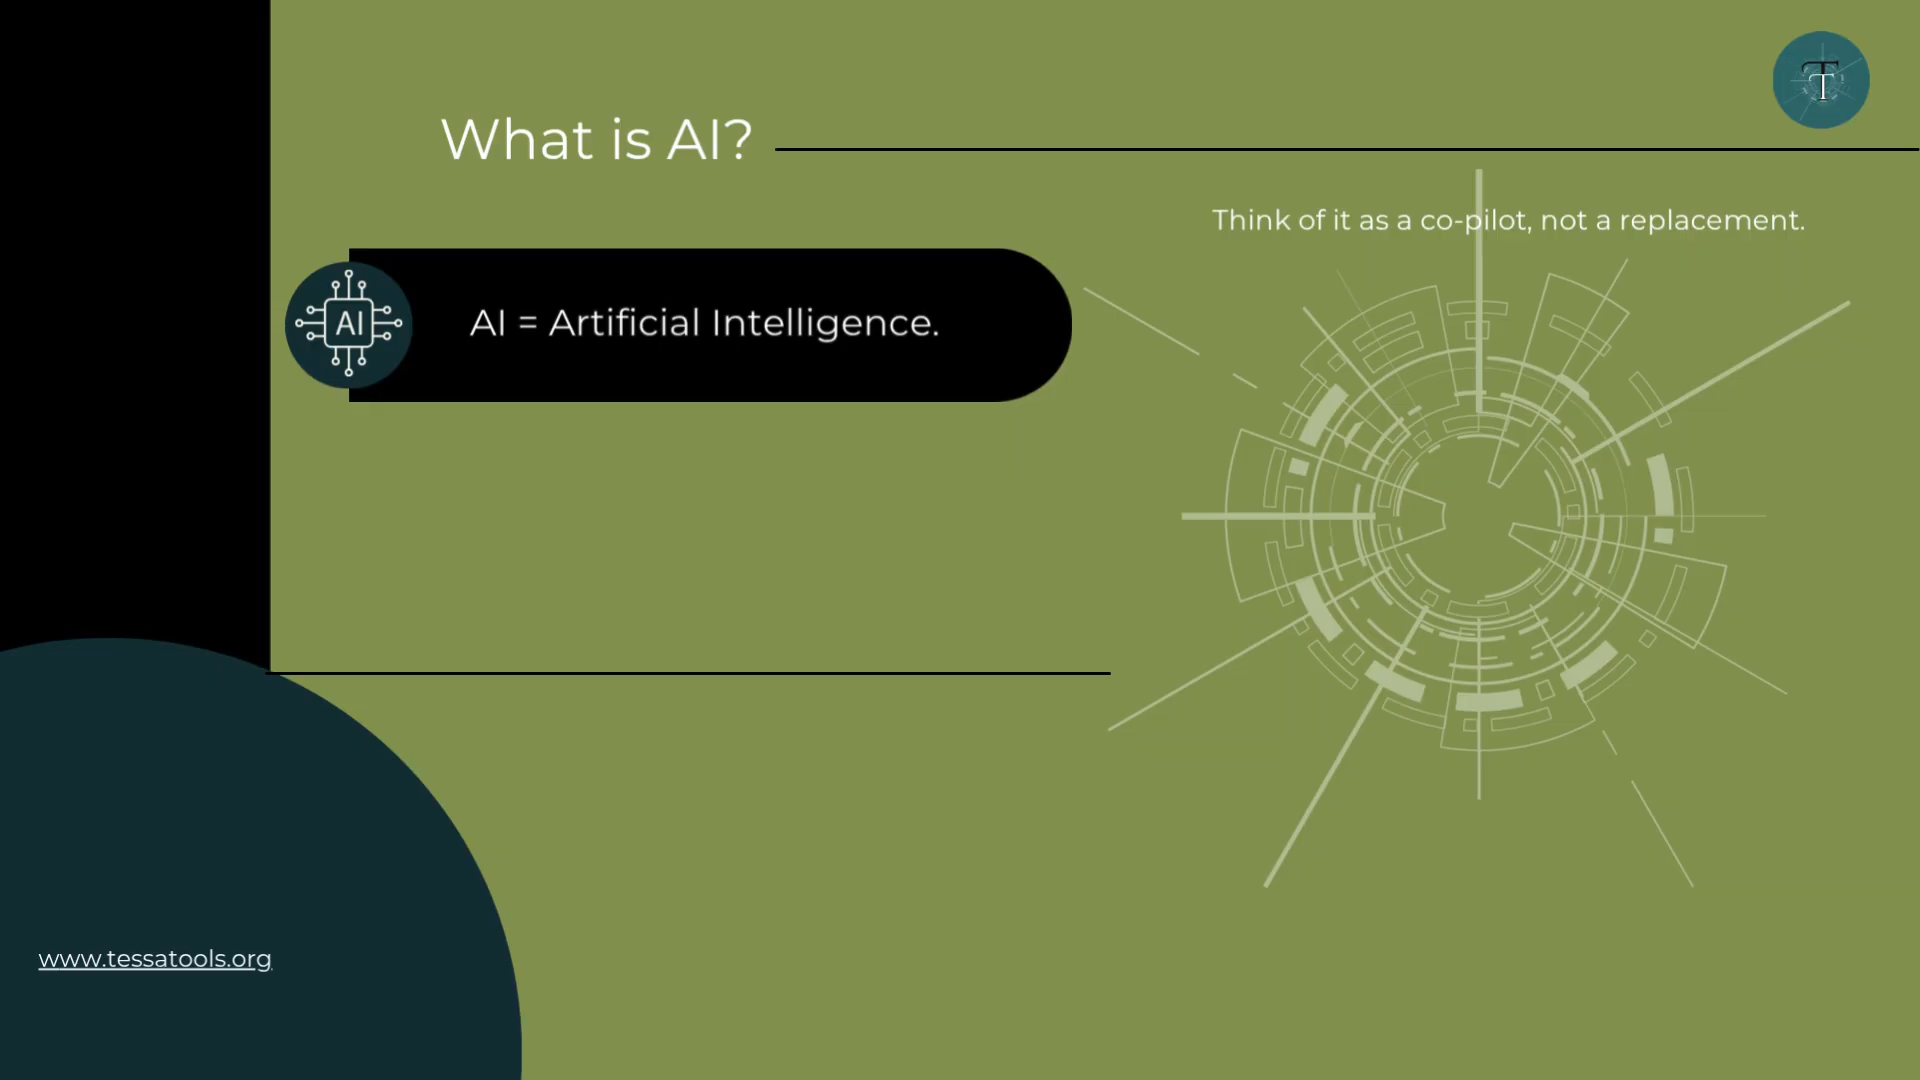 T
What is AI?
Think of it as a co-pilot, not a replacement.
AI
AI = Artificial Intelligence.
www.tessatools.org